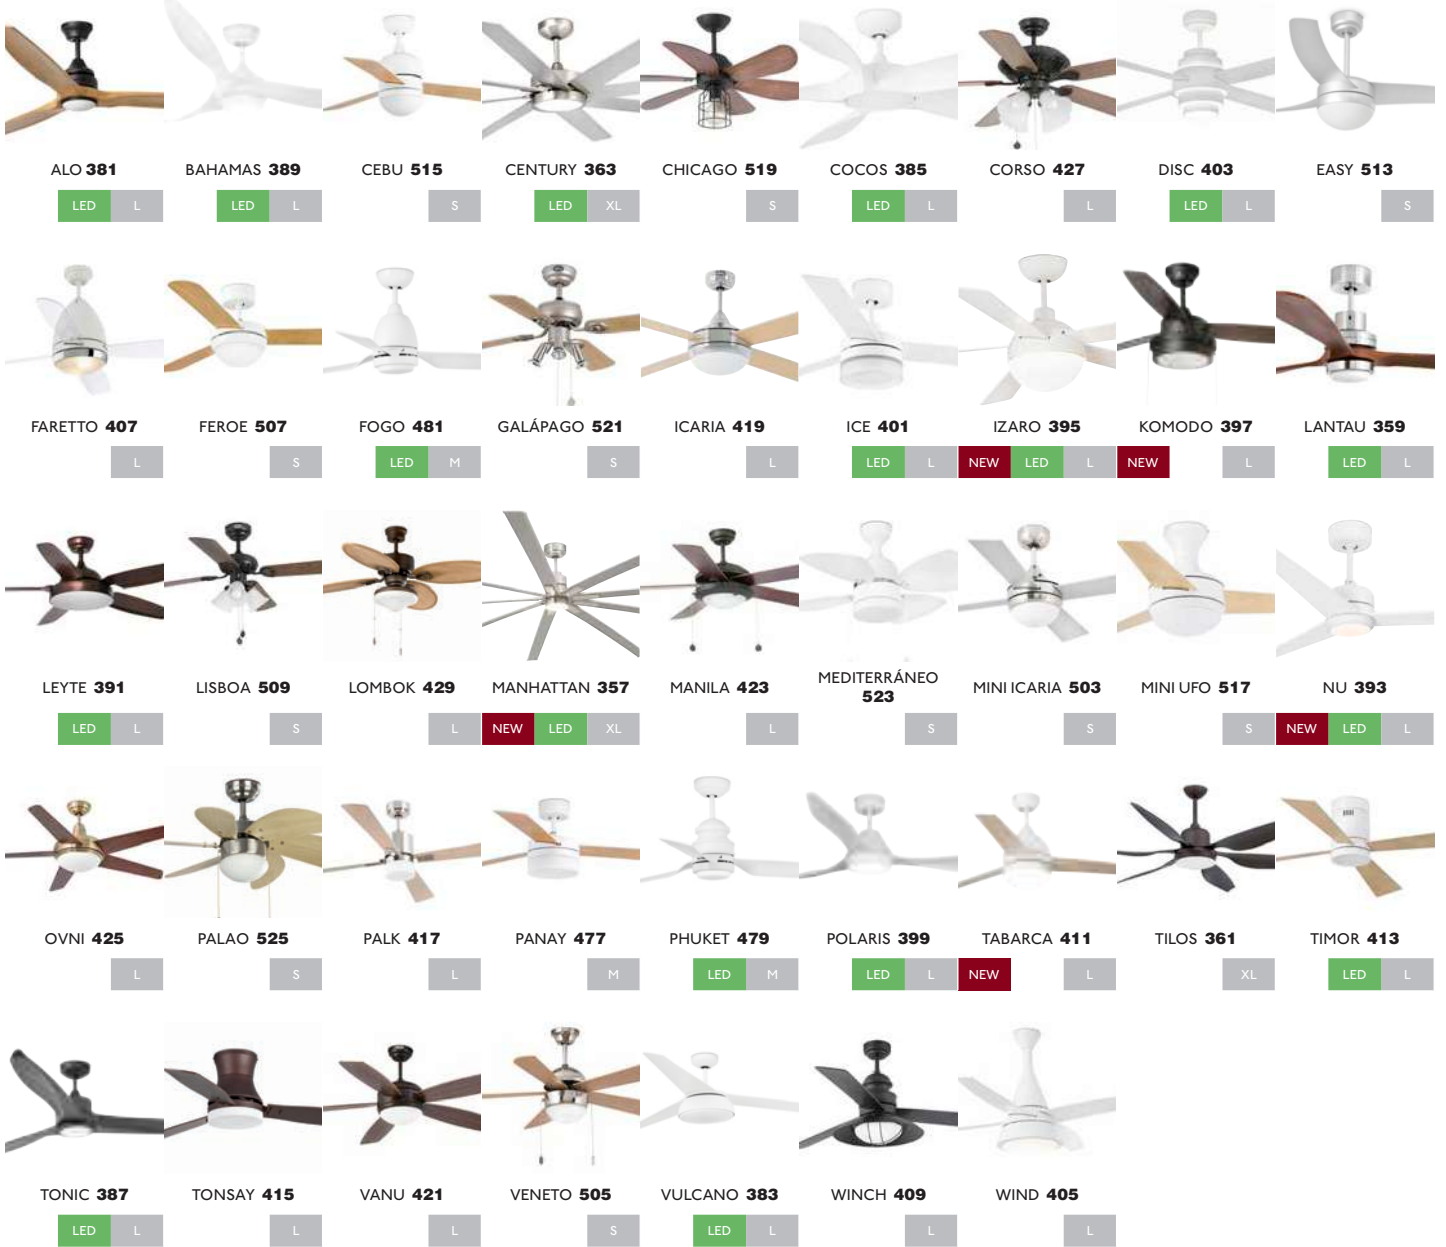 ALO 381
BAHAMAS 389
CEBU 515
CENTURY 363
CHICAGO 519
COCOS 385
CORSO 427
DISC 403
EASY 513
LED L
LED L
S
LED XL
S
LED L
L
LED L
S
FARETTO 407
FEROE 507
FOGO 481
GALÁPAGO 521
ICARIA 419
ICE 401
IZARO 395
KOMODO 397
LANTAU 359
L
S
LED M
S
L
LED L
NEW LED L
NEW L
LED L
LEYTE 391
LISBOA 509
LOMBOK 429
MANHATTAN 357
MANILA 423
MEDITERRÁNEO
523
MINI ICARIA 503
MINI UFO 517
NU 393
LED L
S
L
NEW LED XL
L
S
S
S
NEW LED L
OVNI 425
PALAO 525
PALK 417
PANAY 477
PHUKET 479
POLARIS 399
TABARCA 411
TILOS 361
TIMOR 413
L
S
L
M
LED M
LED L
NEW L
XL
LED L
TONIC 387
TONSAY 415
VANU 421
VENETO 505
VULCANO 383
WINCH 409
WIND 405
LED L
L
L
S
LED L
L
L